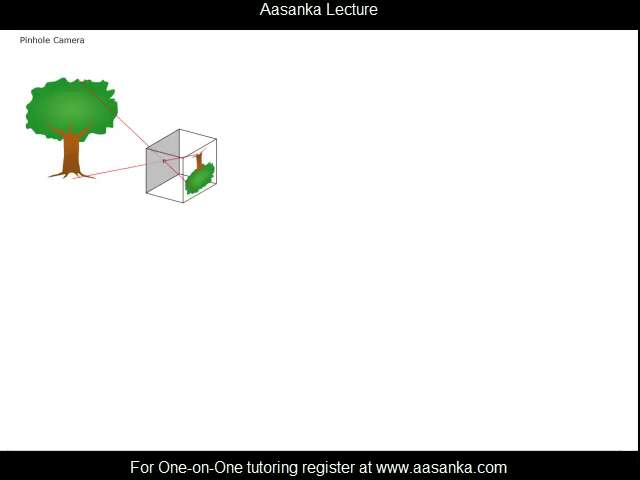 Aasanka Lecture
Pinhole Camera
For One-on-One tutoring register at www.aasanka.com